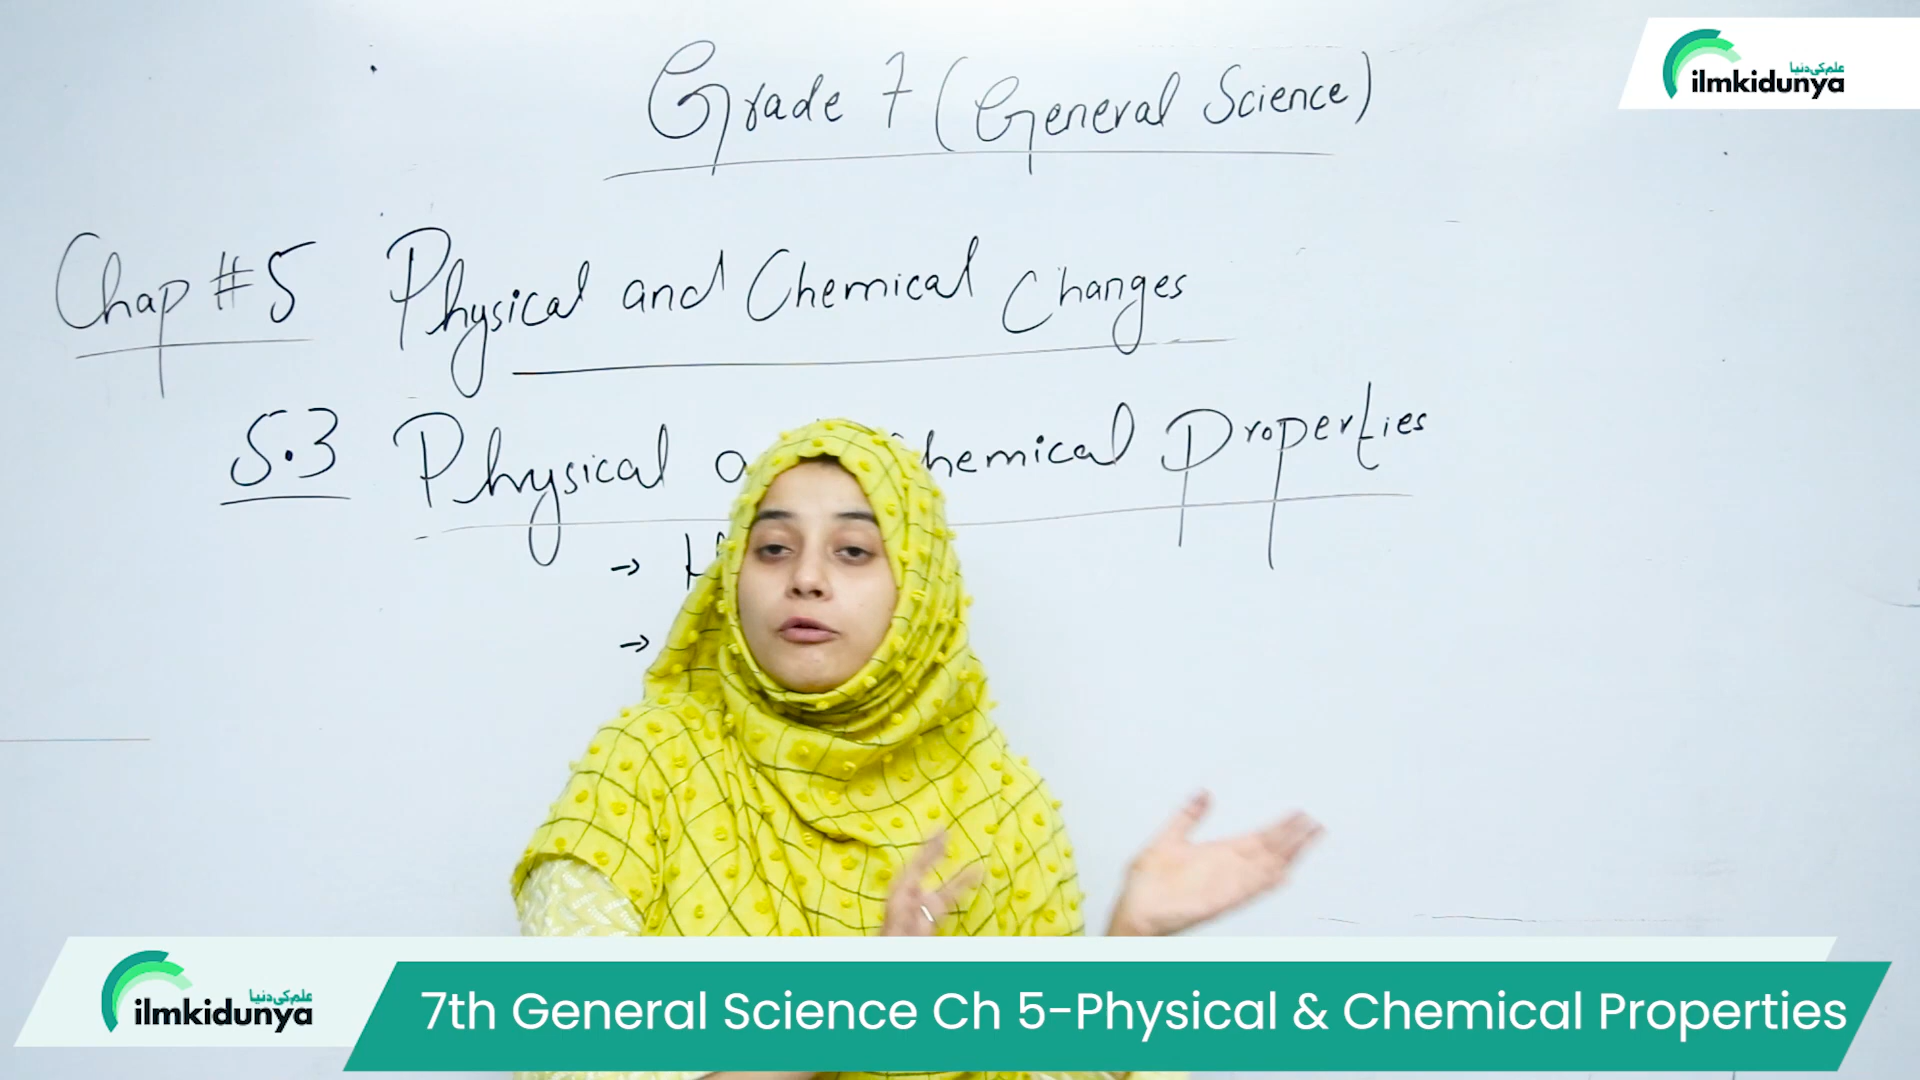 Grade 7 (General Science)
علم کی دنیا
ilmkidunya
Chap #5 Physical and Chemical Changes
5.3 Physical hemical Properties
→
→
علم کی دنیا
ilmkidunya
7th General Science Ch 5-Physical & Chemical Properties